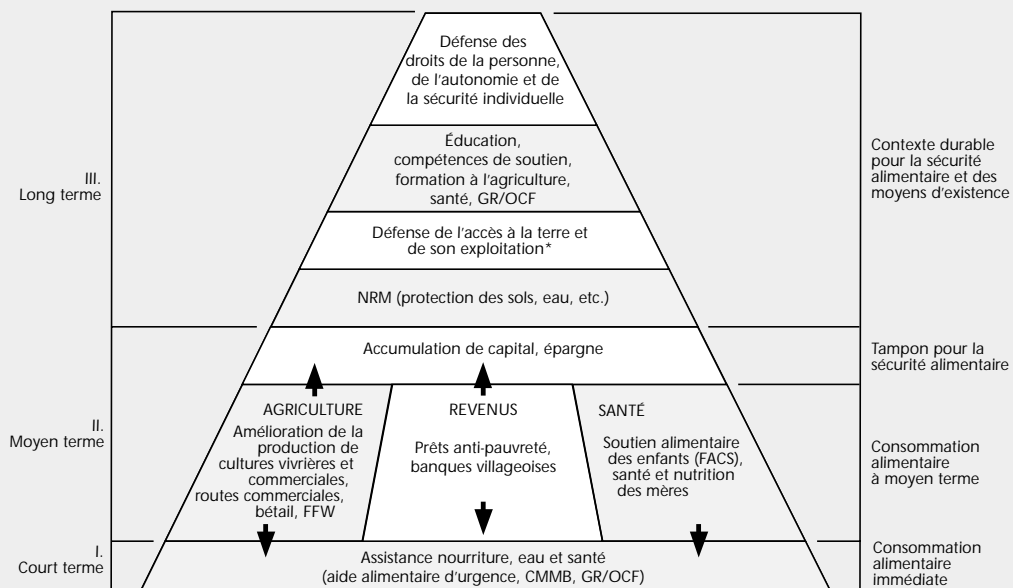 Défense des
droits de la personne,
de l'autonomie et de
la sécurité individuelle
Éducation,
compétences de soutien,
formation à l'agriculture,
santé, GR/OCF
III.
Long terme
Contexte durable
pour la sécurité
alimentaire et des
moyens d'existence
Défense de l'accès à la terre et
de son exploitation*
NRM (protection des sols, eau, etc.)
Accumulation de capital, épargne
Tampon pour la
sécurité alimentaire
II.
Moyen terme
AGRICULTURE
Amélioration de la
production de
cultures vivrières et
commerciales,
routes commerciales,
bétail, FFW
REVENUS
Prêts anti-pauvreté,
banques villageoises
SANTÉ
Soutien alimentaire
des enfants (FACS),
santé et nutrition
des mères
Consommation
alimentaire
à moyen terme
I.
Court terme
Assistance nourriture, eau et santé
(aide alimentaire d'urgence, CMMB, GR/OCF)
Consommation
alimentaire
immédiate